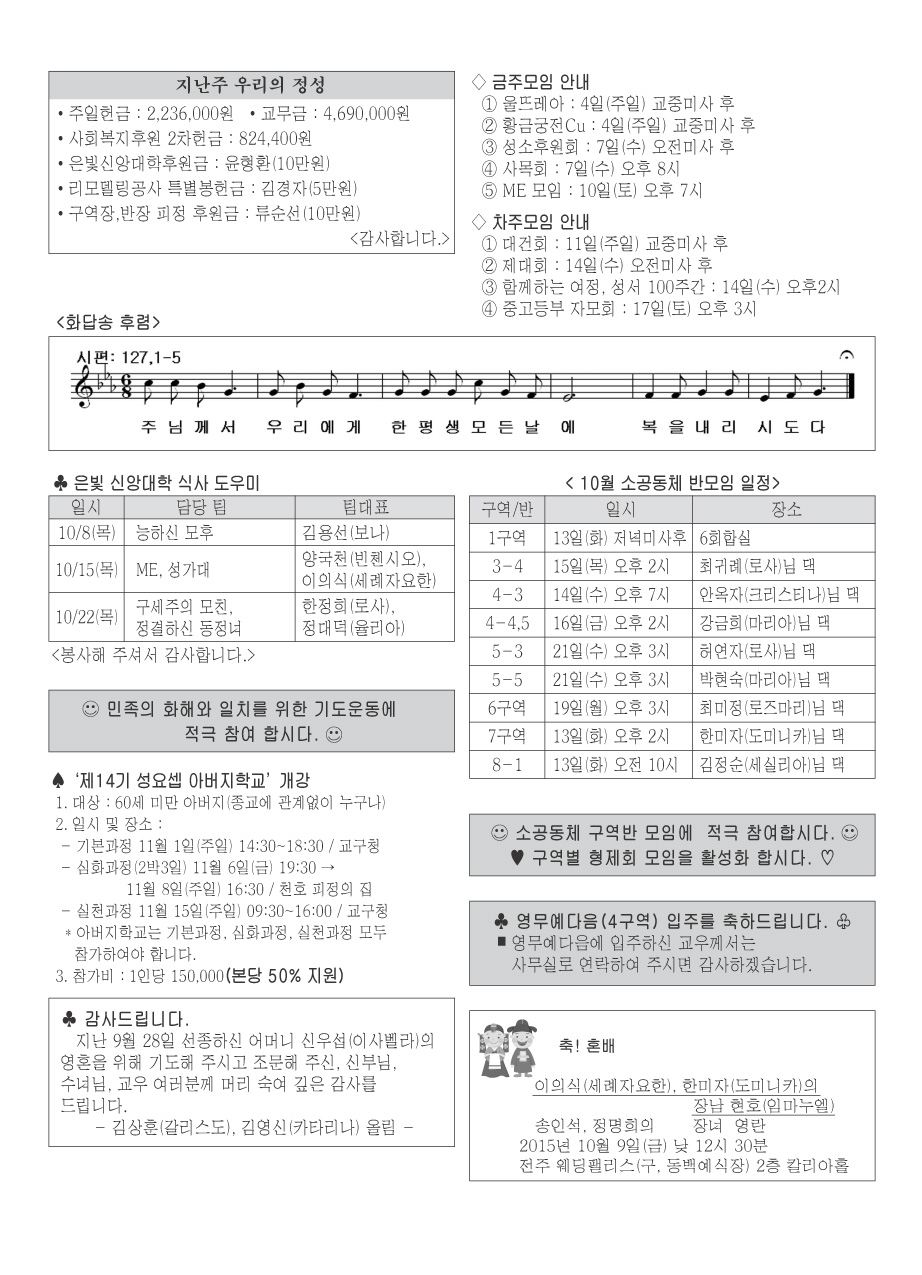 지난주 우리의 정성
• 주일헌금 : 2,236,000원 • 교무금 : 4,690,000원
• 사회복지후원 2차헌금 : 824,400원
• 은빛신앙대학후원금 : 윤형환(10만원)
• 리모델링공사 특별봉헌금 : 김경자(5만원)
• 구역장,반장 피정 후원금 : 류순선(10만원)
<감사합니다.>
◇ 금주모임 안내
① 울뜨레아 : 4일(주일) 교중미사 후
② 황금궁전Cu : 4일(주일) 교중미사 후
③ 성소후원회 : 7일(수) 오전미사 후
④ 사목회 : 7일(수) 오후 8시
⑤ ME 모임 : 10일(토) 오후 7시
◇ 차주모임 안내
① 대건회 : 11일(주일) 교중미사 후
② 제대회 : 14일(수) 오전미사 후
③ 함께하는 여정, 성서 100주간 : 14일(수) 오후2시
④ 중고등부 자모회 : 17일(토) 오후 3시
<화답송 후렴>
시편: 127,1-5
주 님 께 서 우 리 에 게 한 평 생 모 든 날 에 복 을 내 리 시 도 다
♣ 은빛 신앙대학 식사 도우미
일시 담당 팀 팀대표
10/8(목) 능하신 모후 김용선(보나)
10/15(목) ME, 성가대 양국천(빈첸시오),
이의식(세례자요한)
10/22(목) 구세주의 모친, 한정희(로사),
정결하신 동정녀 정대덕(율리아)
<봉사해 주셔서 감사합니다.>
☺ 민족의 화해와 일치를 위한 기도운동에
적극 참여 합시다. ☺
♠ ‘제14기 성요셉 아버지학교’ 개강
1. 대상 : 60세 미만 아버지(종교에 관계없이 누구나)
2. 일시 및 장소 :
- 기본과정 11월 1일(주일) 14:30~18:30 / 교구청
- 심화과정(2박3일) 11월 6일(금) 19:30 →
11월 8일(주일) 16:30 / 천호 피정의 집
- 실천과정 11월 15일(주일) 09:30~16:00 / 교구청
* 아버지학교는 기본과정, 심화과정, 실천과정 모두
참가하여야 합니다.
3. 참가비 : 1인당 150,000(본당 50% 지원)
♣ 감사드립니다.
지난 9월 28일 선종하신 어머니 신우섭(이사벨라)의
영혼을 위해 기도해 주시고 조문해 주신, 신부님,
수녀님, 교우 여러분께 머리 숙여 깊은 감사를
드립니다.
- 김상훈(갈리스도), 김영신(카타리나) 올림 -
< 10월 소공동체 반모임 일정>
구역/반 일시 장소
1구역 13일(화) 저녁미사후 6회합실
3-4 15일(목) 오후 2시 최귀례(로사)님 댁
4-3 14일(수) 오후 7시 안옥자(크리스티나)님 댁
4-4,5 16일(금) 오후 2시 강금희(마리아)님 댁
5-3 21일(수) 오후 3시 허연자(로사)님 댁
5-5 21일(수) 오후 3시 박현숙(마리아)님 댁
6구역 19일(월) 오후 3시 최미정(로즈마리)님 댁
7구역 13일(화) 오후 2시 한미자(도미니카)님 댁
8-1 13일(화) 오전 10시 김정순(세실리아)님 댁
☺ 소공동체 구역반 모임에 적극 참여합시다. ☺
♥ 구역별 형제회 모임을 활성화 합시다. ♡
♣ 영무예다음(4구역) 입주를 축하드립니다. ♧
■ 영무예다음에 입주하신 교우께서는
사무실로 연락하여 주시면 감사하겠습니다.
축! 혼배
이의식(세례자요한), 한미자(도미니카)의
장남 현호(임마누엘)
송인석, 정명희의 장녀 영란
2015년 10월 9일(금) 낮 12시 30분
전주 웨딩팰리스(구, 동백예식장) 2층 칼리아홀